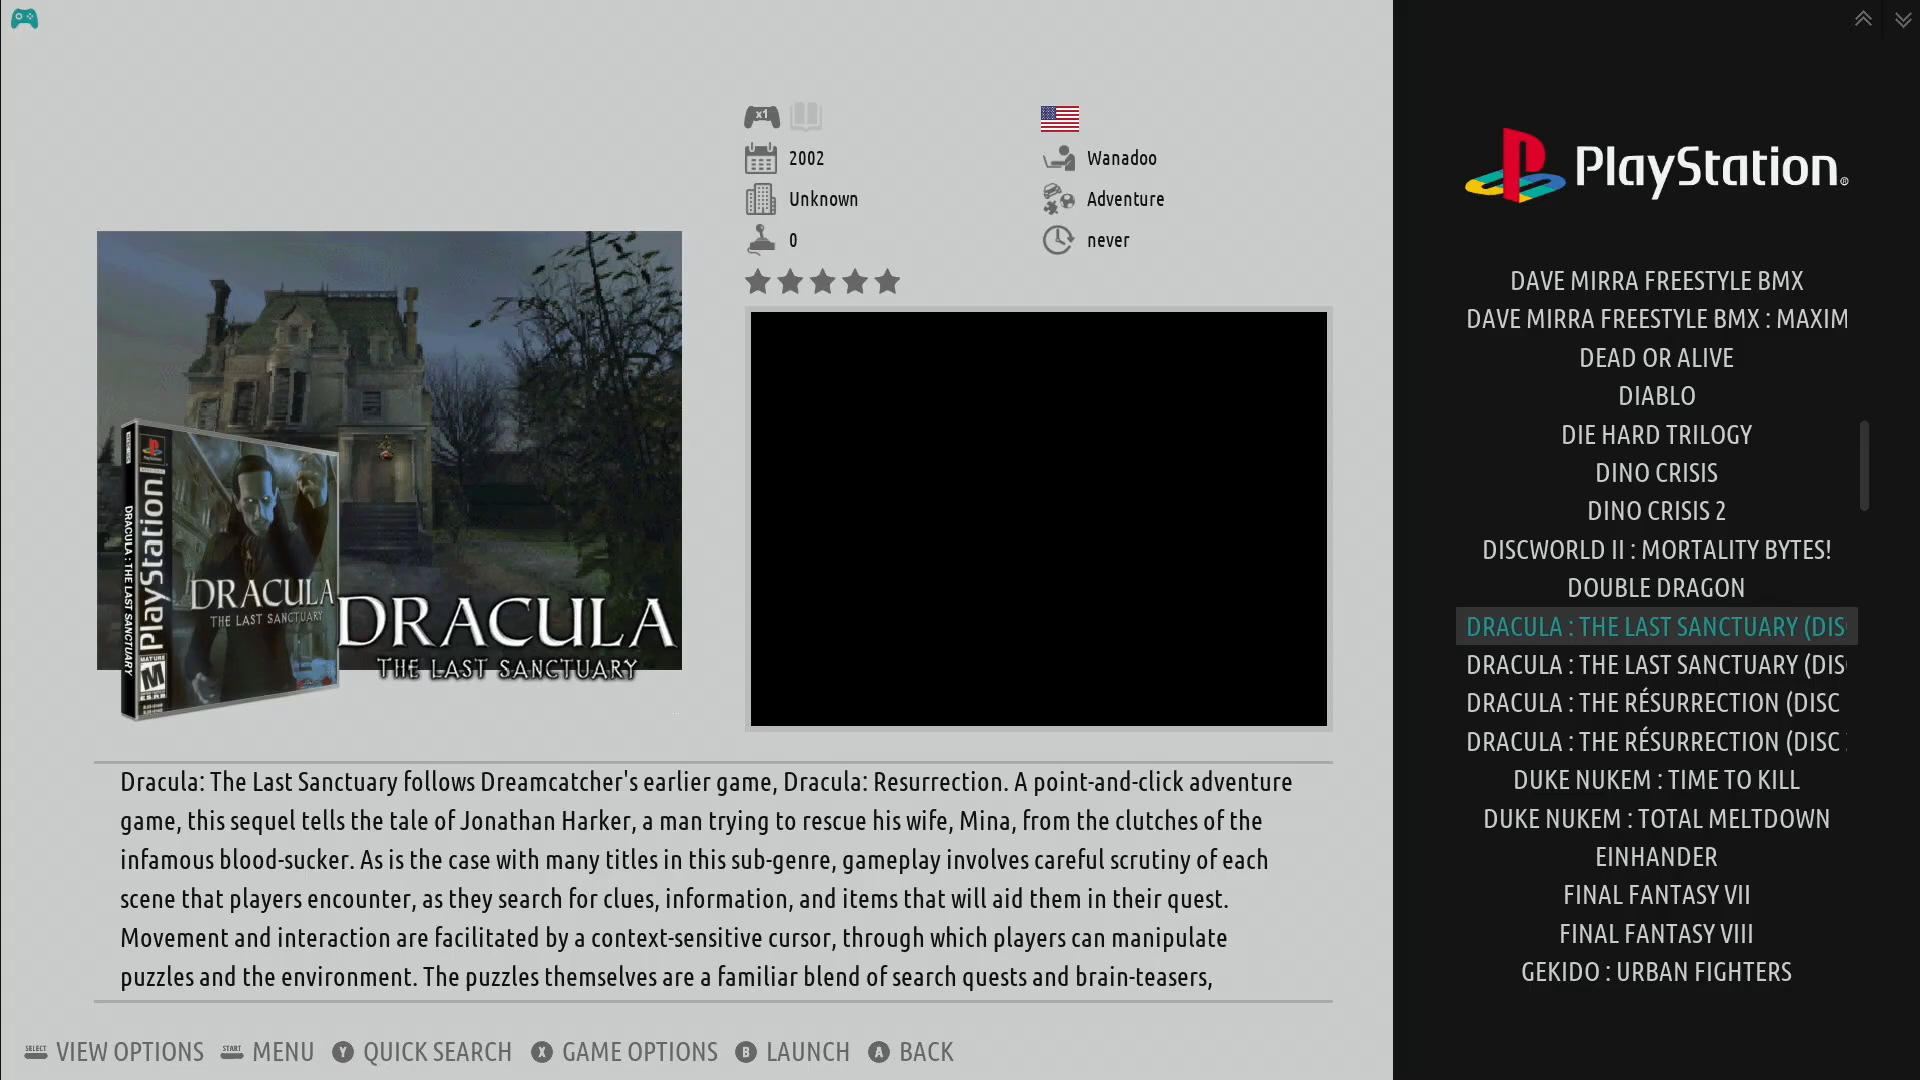 x1
2002
Wanadoo
Unknown
Adventure
0
never
PlayStation
DRACULA : THE LAST SANCTUARY
PlayStation
MATURE
M
DRACULA
THE LAST SANCTUARY
DRACULA
THE LAST SANCTUARY
Dracula: The Last Sanctuary follows Dreamcatcher's earlier game, Dracula: Resurrection. A point-and-click adventure
game, this sequel tells the tale of Jonathan Harker, a man trying to rescue his wife, Mina, from the clutches of the
infamous blood-sucker. As is the case with many titles in this sub-genre, gameplay involves careful scrutiny of each
scene that players encounter, as they search for clues, information, and items that will aid them in their quest.
Movement and interaction are facilitated by a context-sensitive cursor, through which players can manipulate
puzzles and the environment. The puzzles themselves are a familiar blend of search quests and brain-teasers,
DAVE MIRRA FREESTYLE BMX
DAVE MIRRA FREESTYLE BMX : MAXIM
DEAD OR ALIVE
DIABLO
DIE HARD TRILOGY
DINO CRISIS
DINO CRISIS 2
DISCWORLD II : MORTALITY BYTES!
DOUBLE DRAGON
DRACULA : THE LAST SANCTUARY (DISC
DRACULA : THE LAST SANCTUARY (DISC
DRACULA : THE RÉSURRECTION (DISC
DRACULA : THE RÉSURRECTION (DISC
DUKE NUKEM : TIME TO KILL
DUKE NUKEM : TOTAL MELTDOWN
EINHANDER
FINAL FANTASY VII
FINAL FANTASY VIII
GEKIDO : URBAN FIGHTERS
SELECT VIEW OPTIONS START MENU Y QUICK SEARCH X GAME OPTIONS B LAUNCH A BACK